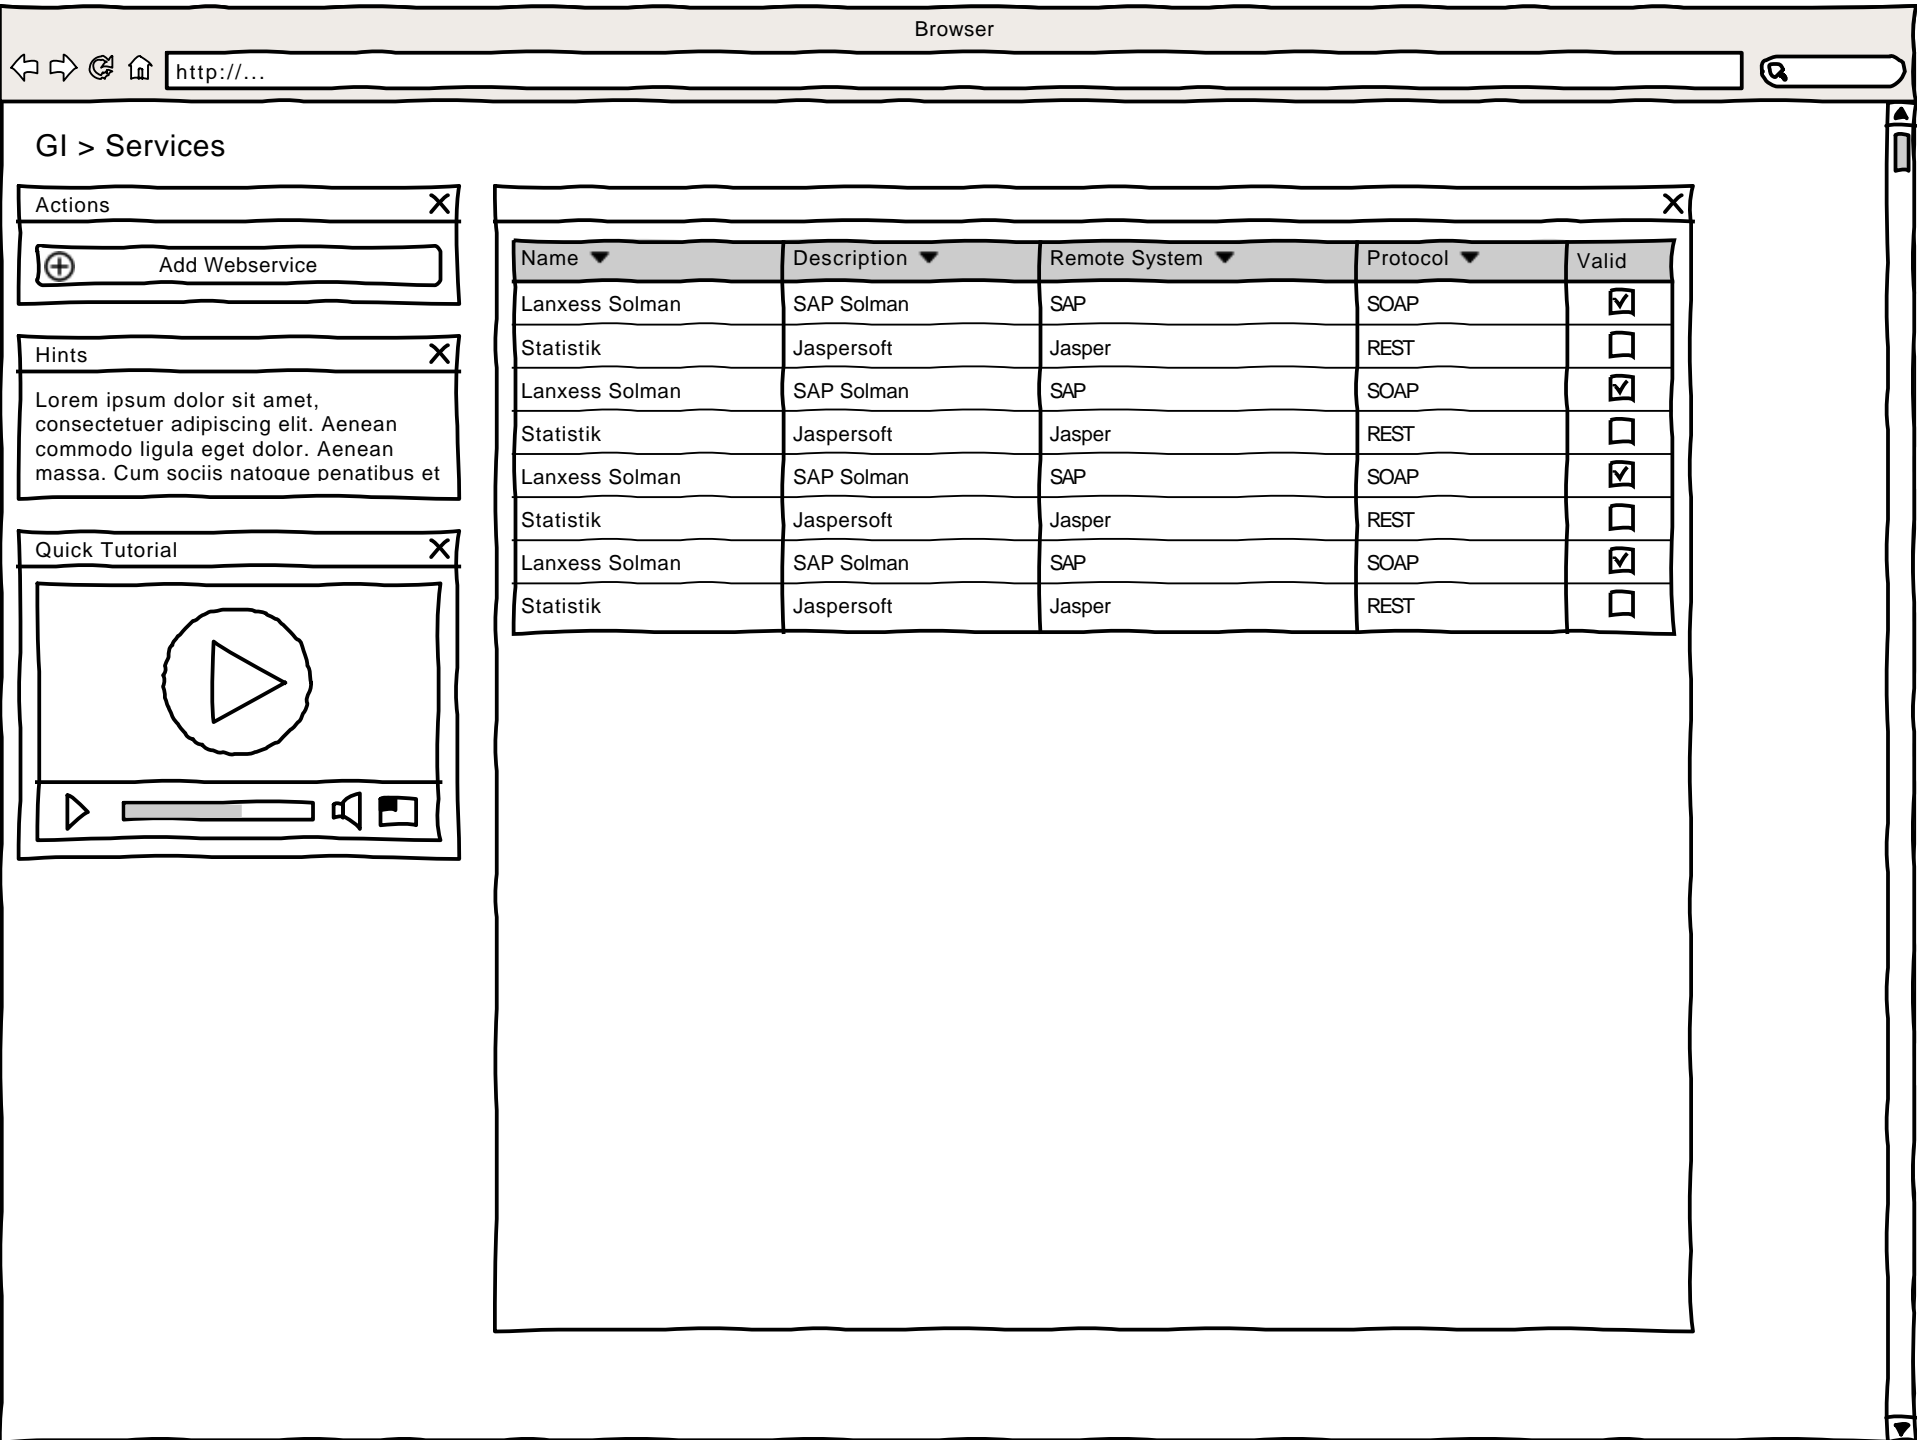 Browser
http://...
GI > Services
Actions
Add Webservice
Hints
Lorem ipsum dolor sit amet,
consectetuer adipiscing elit. Aenean
commodo ligula eget dolor. Aenean
massa. Cum sociis natoque penatibus et
Quick Tutorial
Name Description Remote System Protocol Valid
Lanxess Solman SAP Solman SAP SOAP
Statistik Jaspersoft Jasper REST
Lanxess Solman SAP Solman SAP SOAP
Statistik Jaspersoft Jasper REST
Lanxess Solman SAP Solman SAP SOAP
Statistik Jaspersoft Jasper REST
Lanxess Solman SAP Solman SAP SOAP
Statistik Jaspersoft Jasper REST